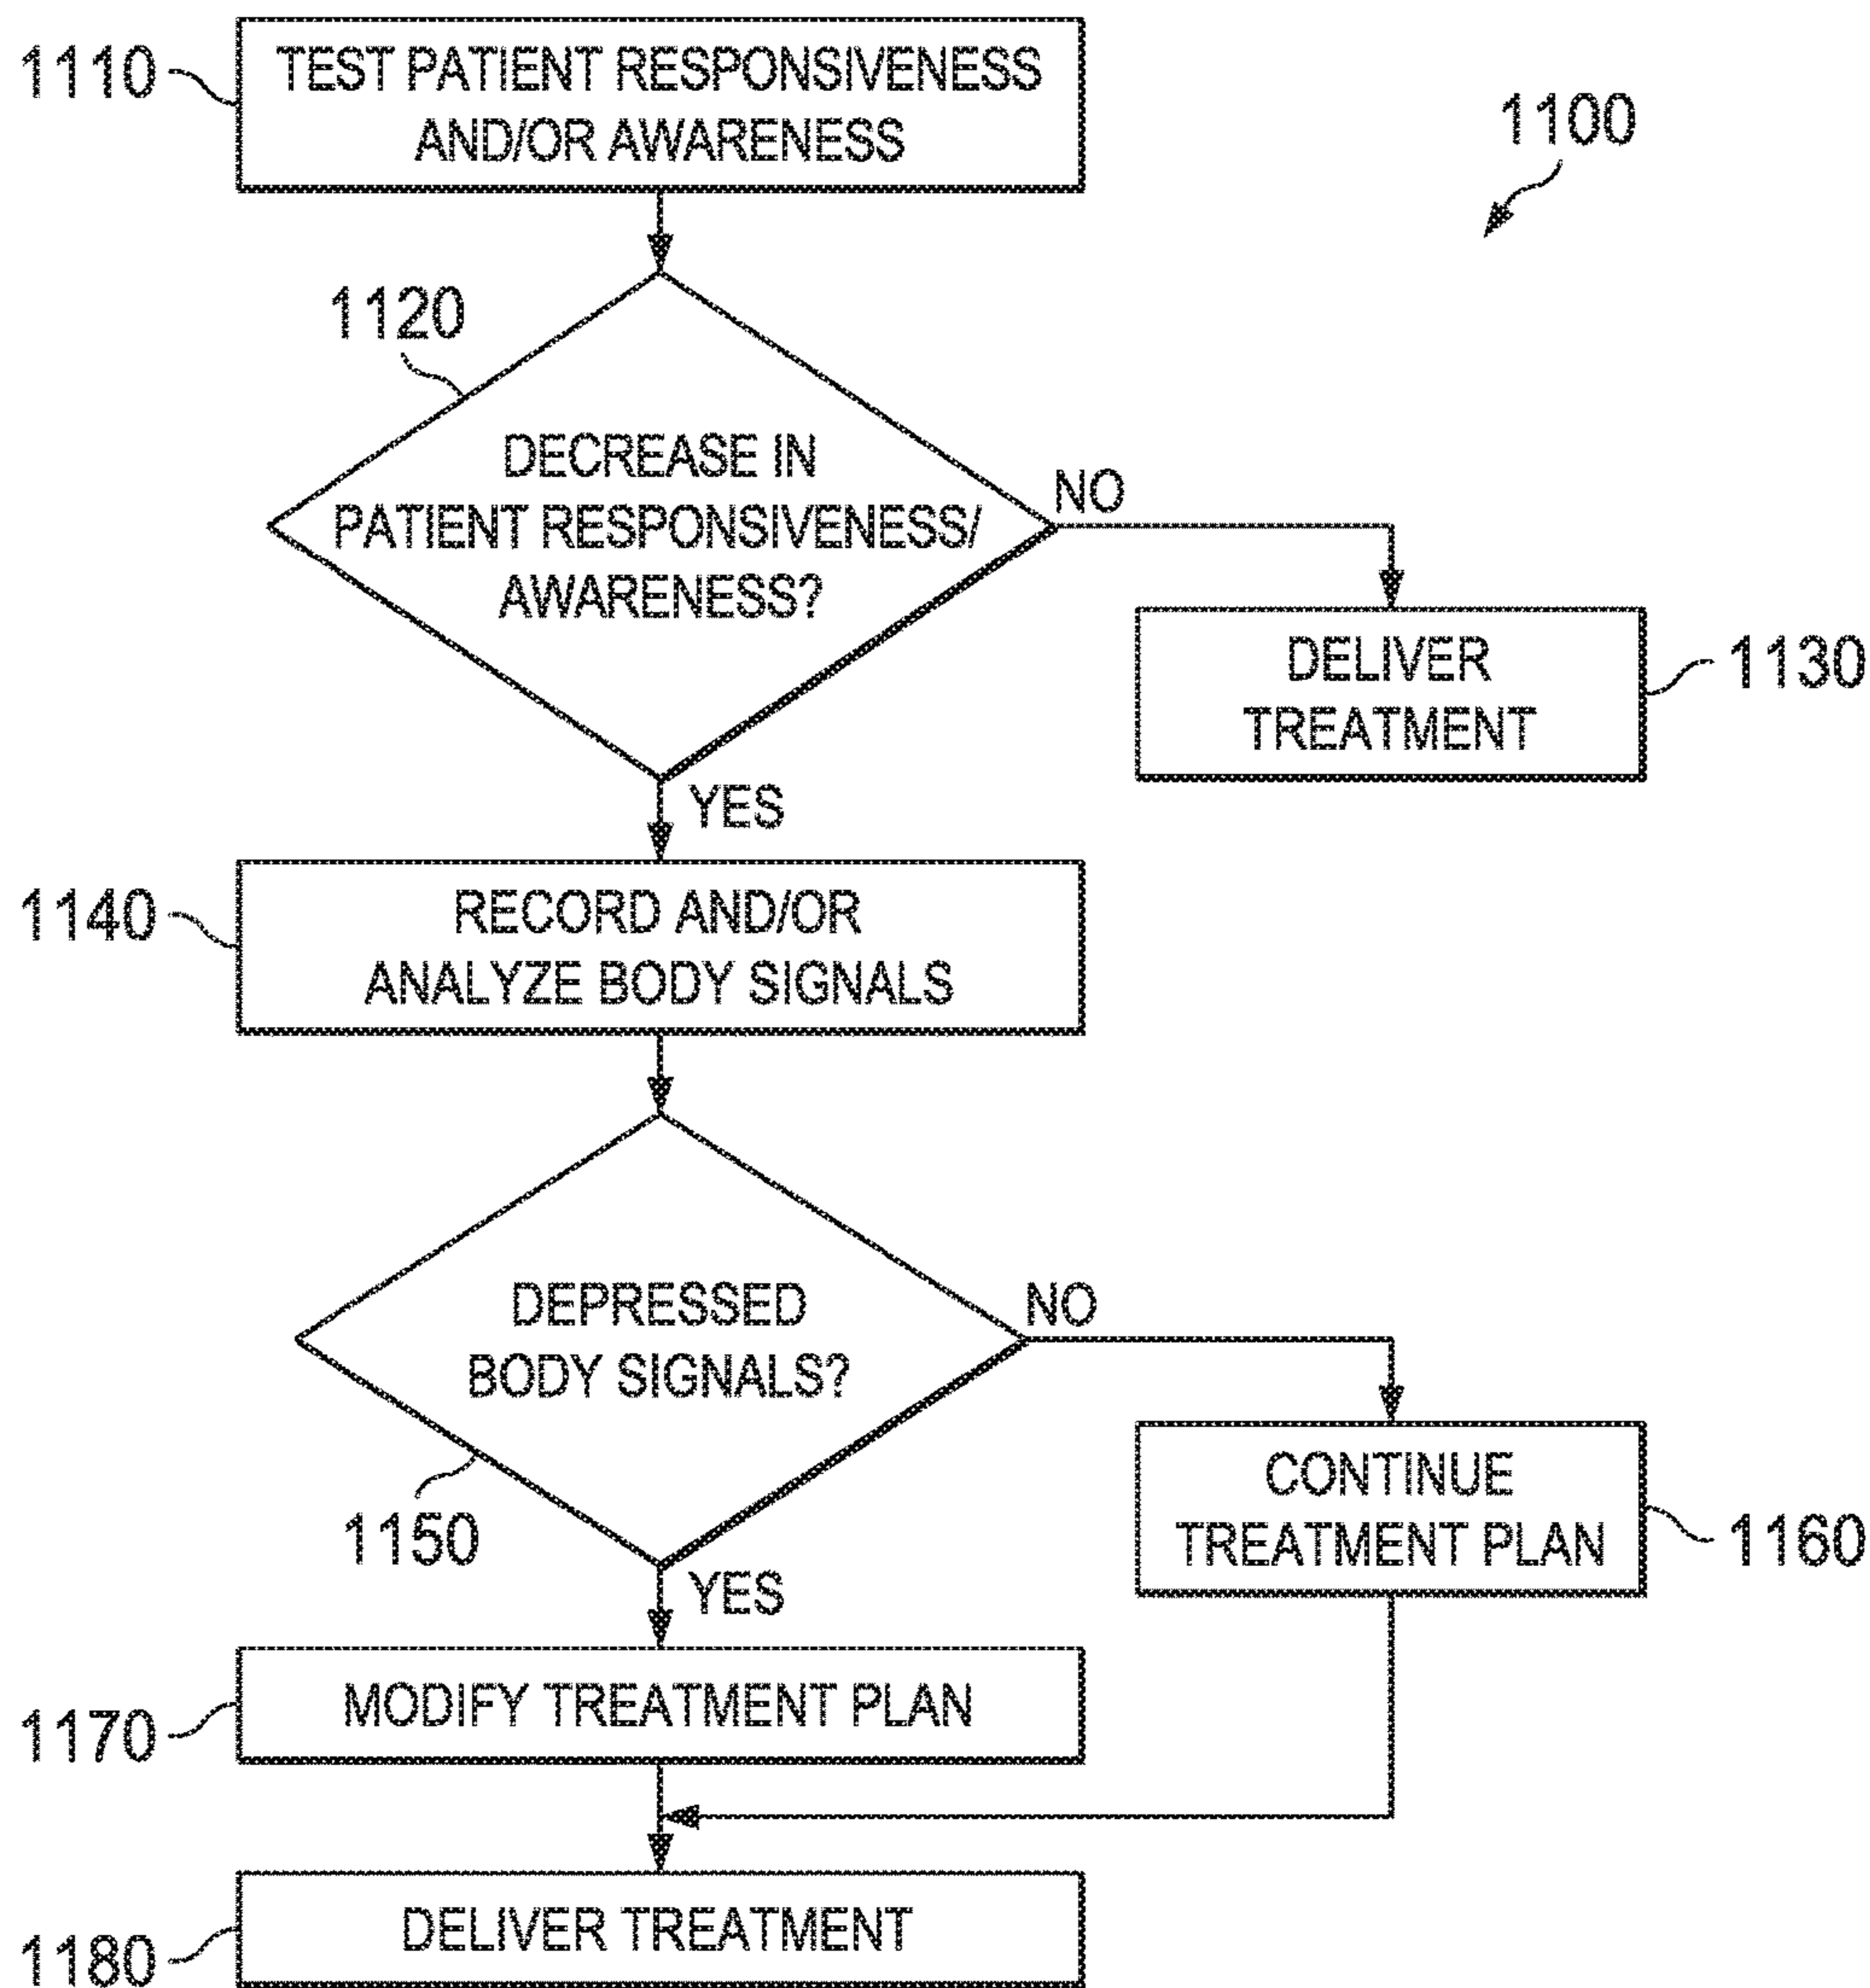 1110
TEST PATIENT RESPONSIVENESS
AND/OR AWARENESS
1100
1120
DECREASE IN
PATIENT RESPONSIVENESS/
AWARENESS?
NO
DELIVER
TREATMENT
1130
YES
1140
RECORD AND/OR
ANALYZE BODY SIGNALS
DEPRESSED
BODY SIGNALS?
NO
1150
CONTINUE
TREATMENT PLAN
1160
YES
1170
MODIFY TREATMENT PLAN
1180
DELIVER TREATMENT